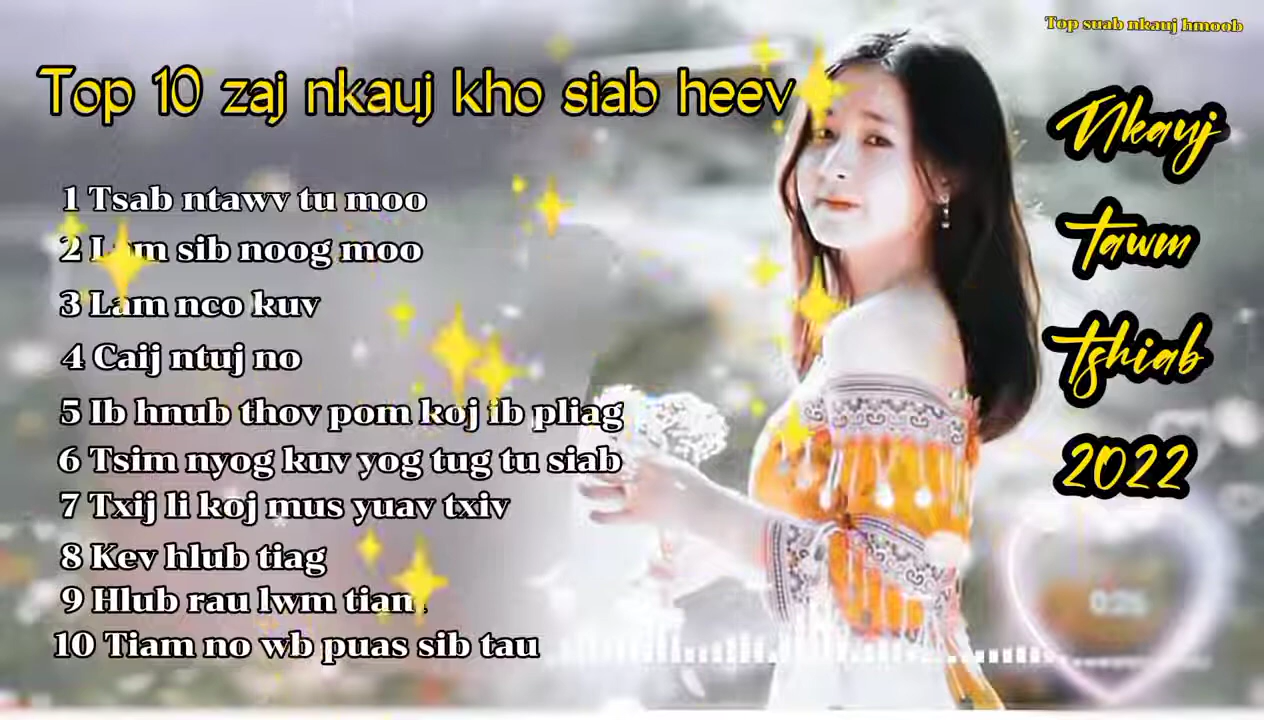 Top suab nkauj hmoob
Top 10 zaj nkauj kho siab heev
1 Tsab ntawv tu moo
2 Lam sib noog moo
3 Lam nco kuv
4 Caij ntuj no
5 Ib hnub thov pom koj ib pliag
6 Tsim nyog kuv yog tug tu siab
7 Txij li koj mus yuav txiv
8 Kev hlub tiag
9 Hlub rau lwm tiam
10 Tiam no wb puas sib tau
Nkauj
tawm
tshiab
2022